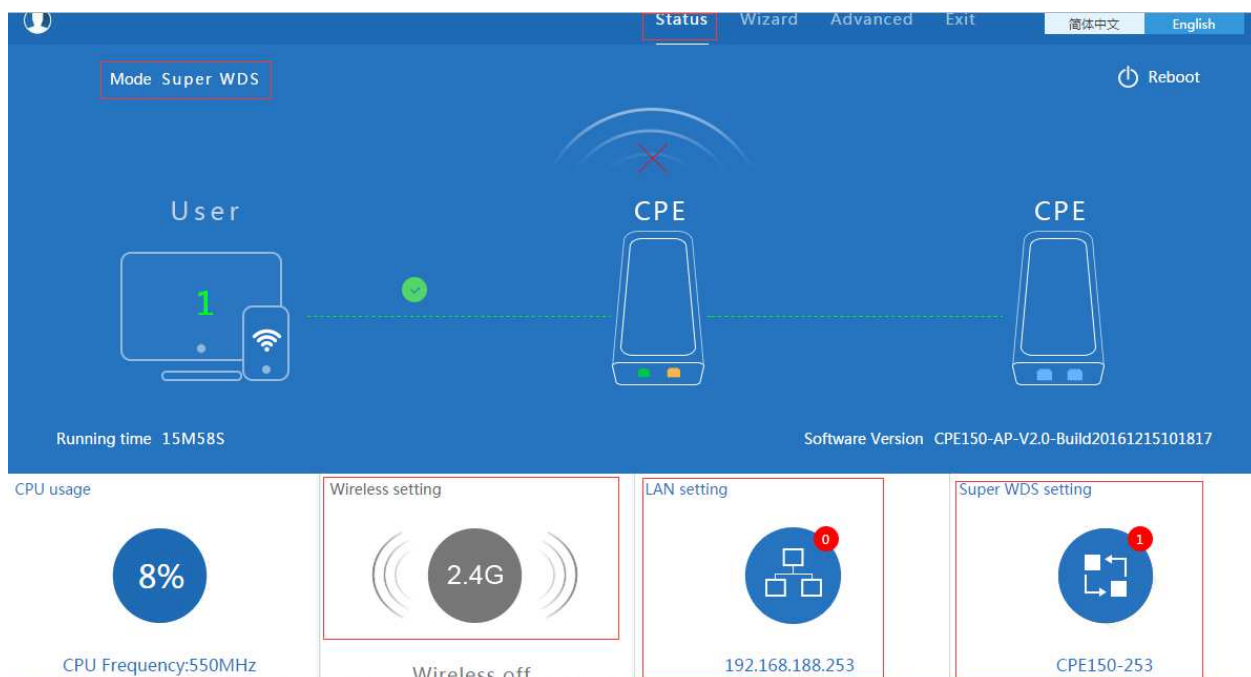 Status Wizard Advanced Exit 简体中文 English
Mode Super WDS
Reboot
User CPE CPE
1
Running time 15M58S
Software Version CPE150-AP-V2.0-Build20161215101817
CPU usage
Wireless setting
LAN setting
Super WDS setting
0
1
8%
2.4G
CPU Frequency:550MHz
Wireless off
192.168.188.253
CPE150-253